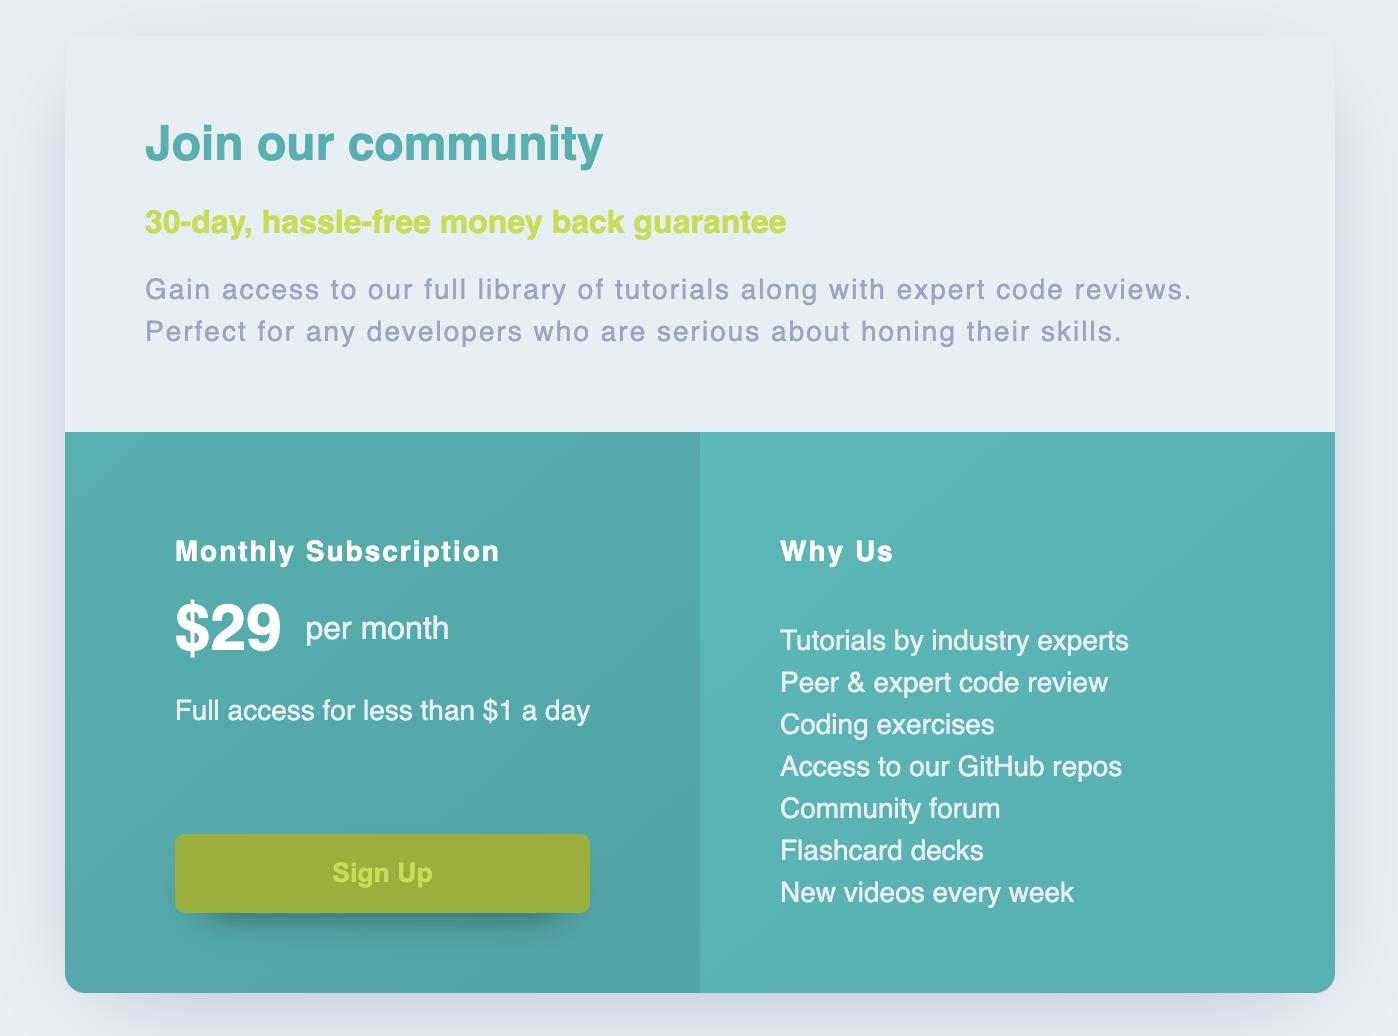 Join our community
30-day, hassle-free money back guarantee
Gain access to our full library of tutorials along with expert code reviews.
Perfect for any developers who are serious about honing their skills.
Monthly Subscription
$29 per month
Full access for less than $1 a day
Sign Up
Why Us
Tutorials by industry experts
Peer & expert code review
Coding exercises
Access to our GitHub repos
Community forum
Flashcard decks
New videos every week